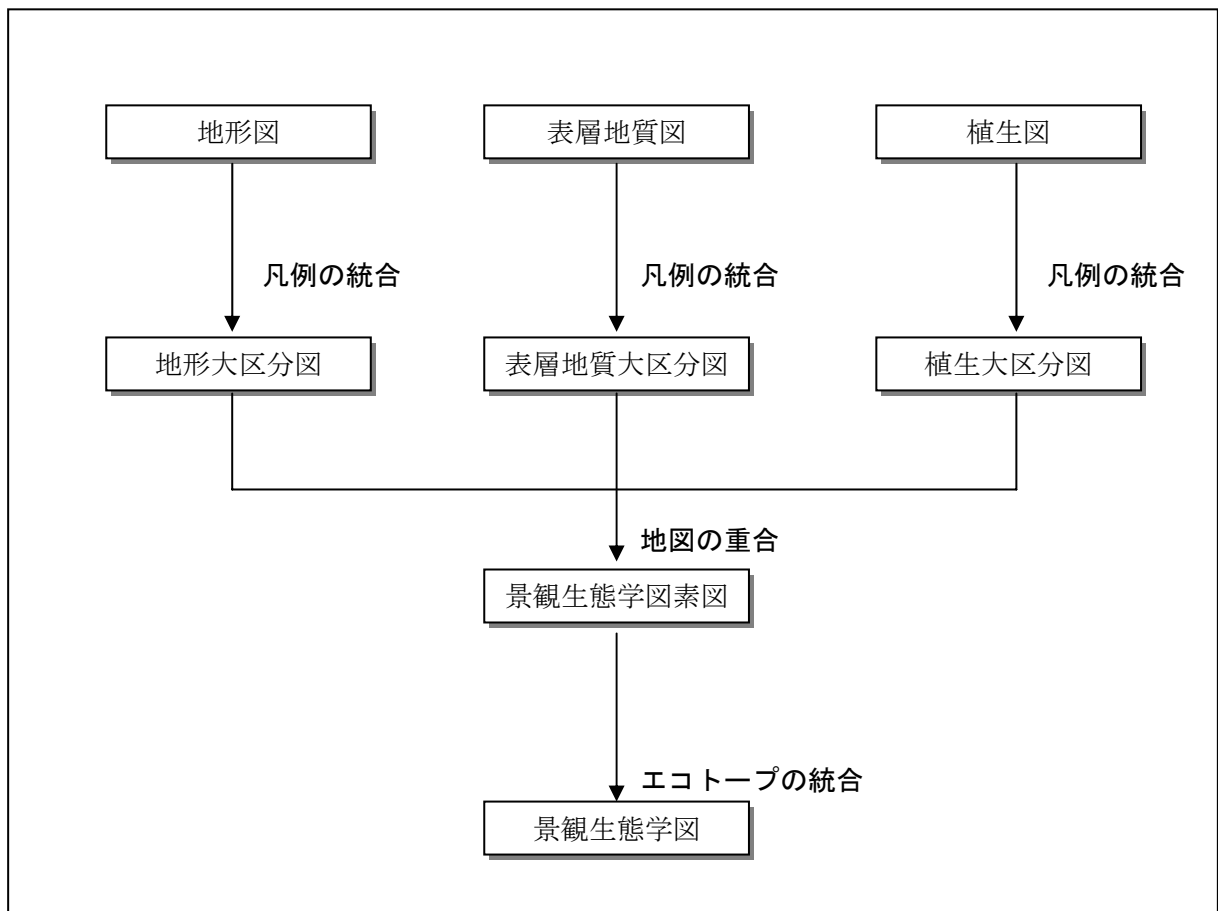 地形図
表層地質図
植生図
凡例の統合
凡例の統合
凡例の統合
地形大区分図
表層地質大区分図
植生大区分図
地図の重合
景観生態学図素図
エコトープの統合
景観生態学図